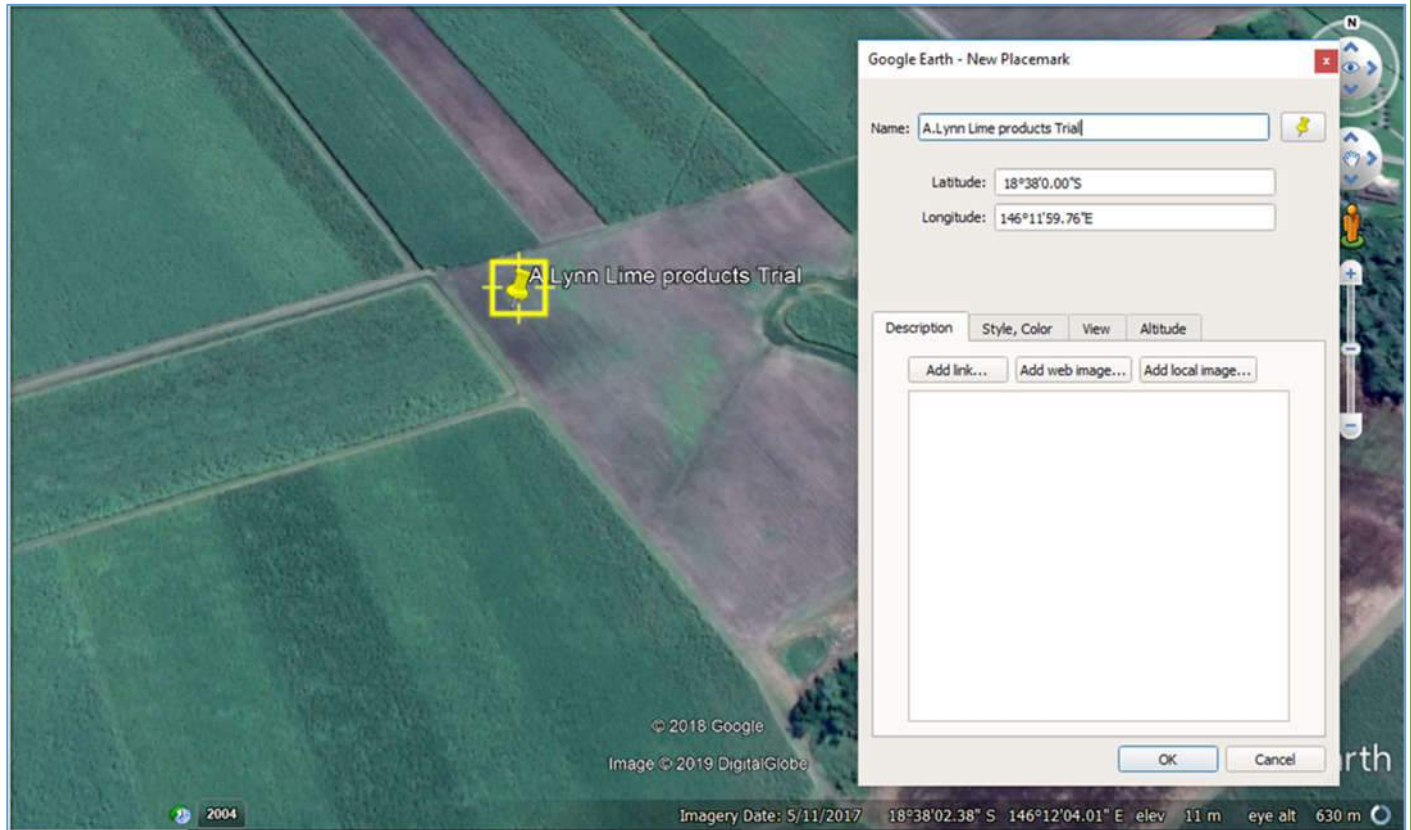 N
Google Earth - New Placemark
x
Name: A.Lynn Lime products Trial
Latitude: 18°38'0.00"S
Longitude: 146°11'59.76"E
A.Lynn Lime products Trial
Description Style, Color View Altitude
Add link... Add web image... Add local image...
© 2018 Google
Image © 2019 DigitalGlobe
OK Cancel
rth
2004 Imagery Date: 5/11/2017 18°38'02.38" S 146°12'04.01" E elev 11 m eye alt 630 m